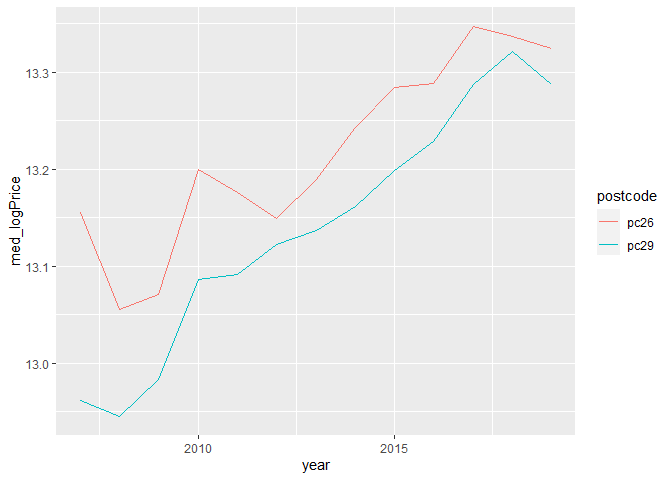 13.3
13.2
13.1
13.0
med_logPrice
2010 2015
year
postcode
pc26
pc29